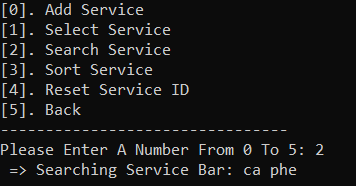 [0]. Add Service
[1]. Select Service
[2]. Search Service
[3]. Sort Service
[4]. Reset Service ID
[5]. Back
--------------------------------
Please Enter A Number From 0 To 5: 2
=> Searching Service Bar: ca phe